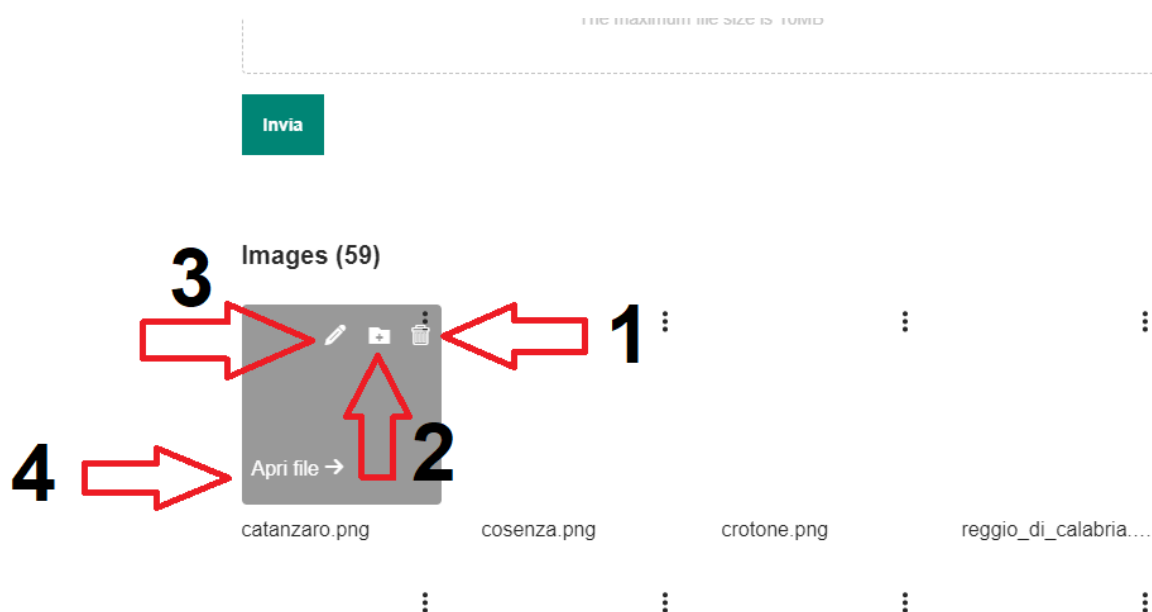 The maximum file size is 10MB
Invia
Images (59)
3
1
2
4
Apri file →
catanzaro.png
cosenza.png
crotone.png
reggio_di_calabria....